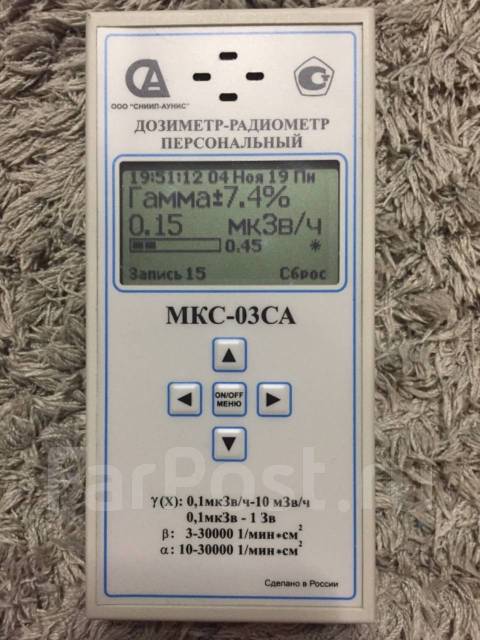 СА
ООО "СНИИП-АУНИС"
ДОЗИМЕТР-РАДИОМЕТР
ПЕРСОНАЛЬНЫЙ
19:51:12 04 Ноя 19 Пн
Гамма±7.4%
0.15 мкЗв/ч
0.45 *
Запись 15 Сброс
МКС-03СА
▲
◄ ON/OFF МЕНЮ ►
▼
γ(X): 0,1мкЗв/ч-10 мЗв/ч
0,1мкЗв - 1 Зв
β: 3-30000 1/мин*см²
α: 10-30000 1/мин*см²
Сделано в России
FarPost.ru